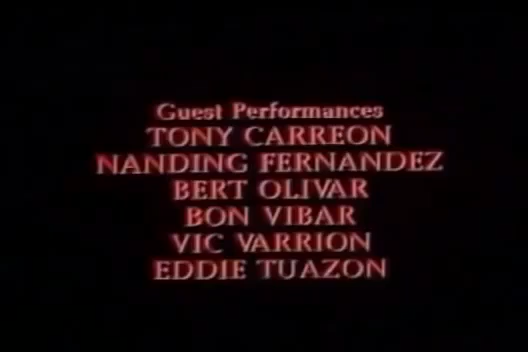 Guest Performances
TONY CARREON
NANDING FERNANDEZ
BERT OLIVAR
BON VIBAR
VIC VARRION
EDDIE TUAZON